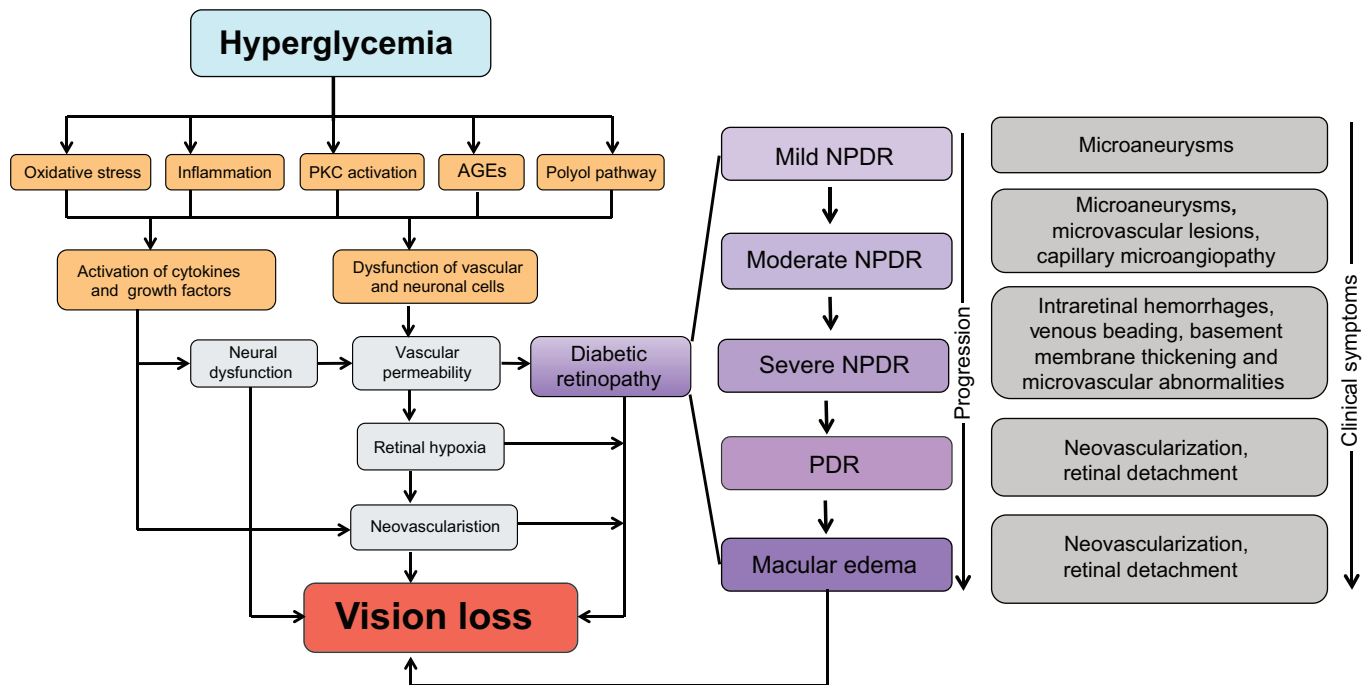 Hyperglycemia
Oxidative stress
Inflammation
PKC activation
AGEs
Polyol pathway
Activation of cytokines
and growth factors
Dysfunction of vascular
and neuronal cells
Neural
dysfunction
Vascular
permeability
Diabetic
retinopathy
Retinal hypoxia
Neovascularistion
Vision loss
Mild NPDR
Moderate NPDR
Severe NPDR
PDR
Macular edema
Progression
Microaneurysms
Microaneurysms,
microvascular lesions,
capillary microangiopathy
Intraretinal hemorrhages,
venous beading, basement
membrane thickening and
microvascular abnormalities
Neovascularization,
retinal detachment
Neovascularization,
retinal detachment
Clinical symptoms